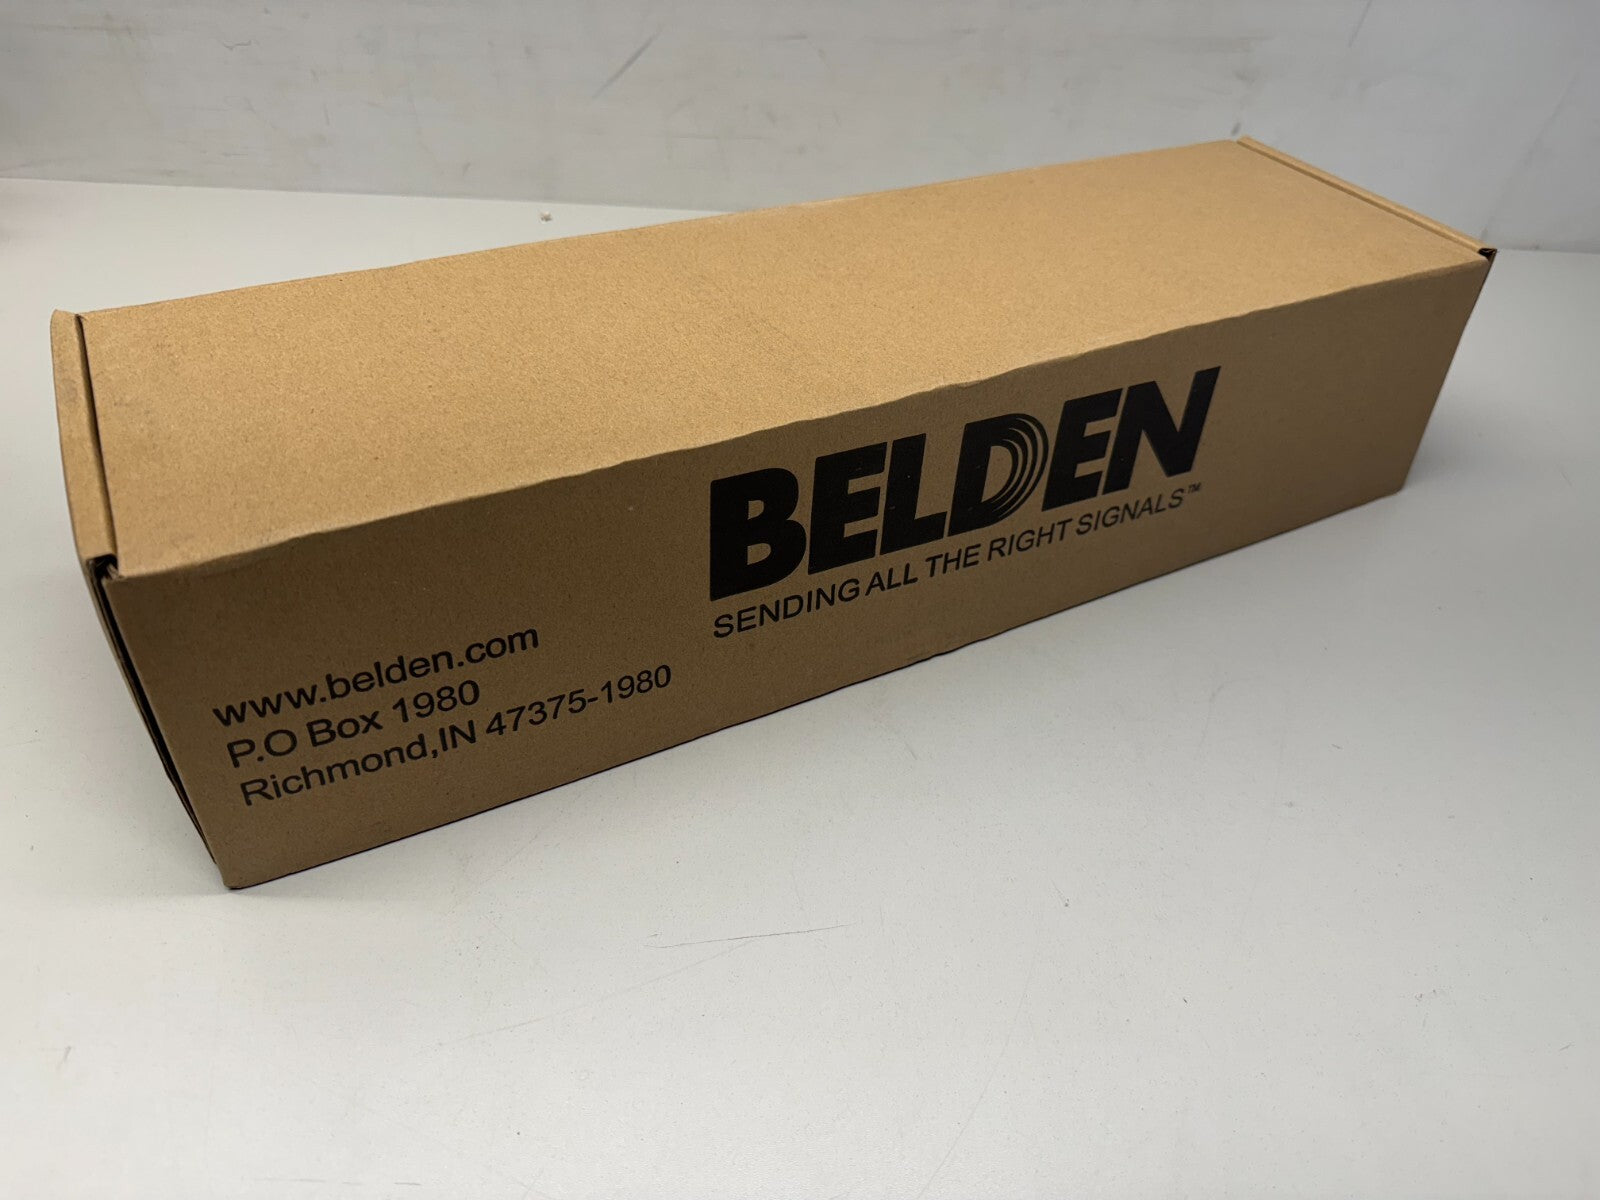 BELDEN
SENDING ALL THE RIGHT SIGNALS™
www.belden.com
P.O Box 1980
Richmond,IN 47375-1980